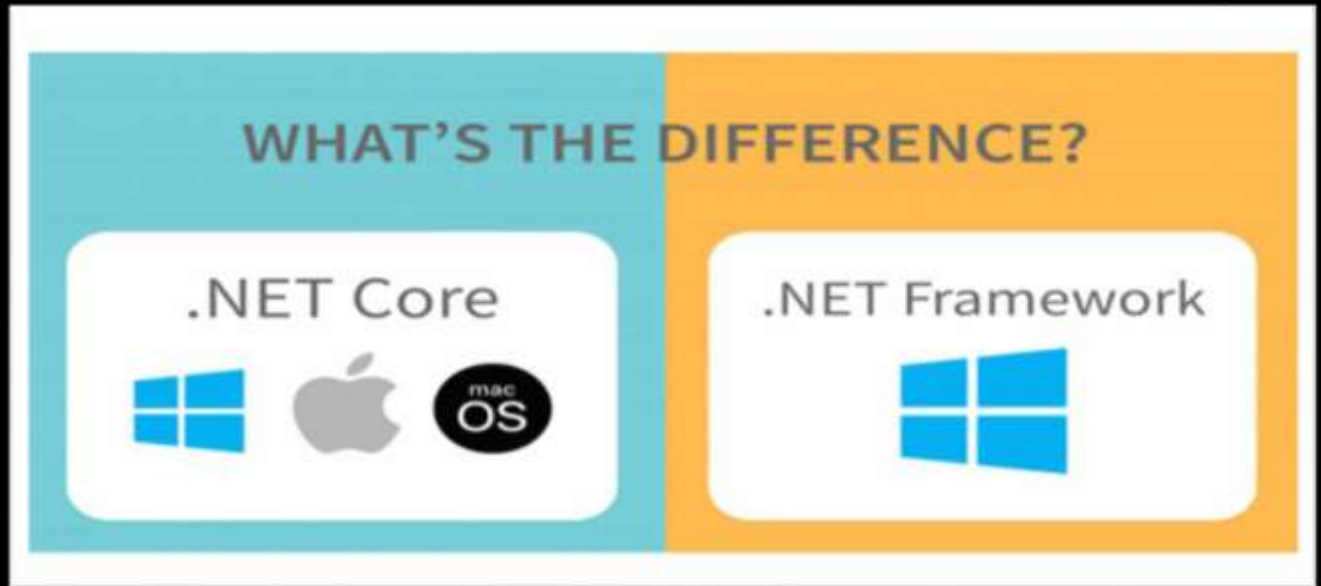 WHAT'S THE DIFFERENCE?
.NET Core
mac
OS
.NET Framework